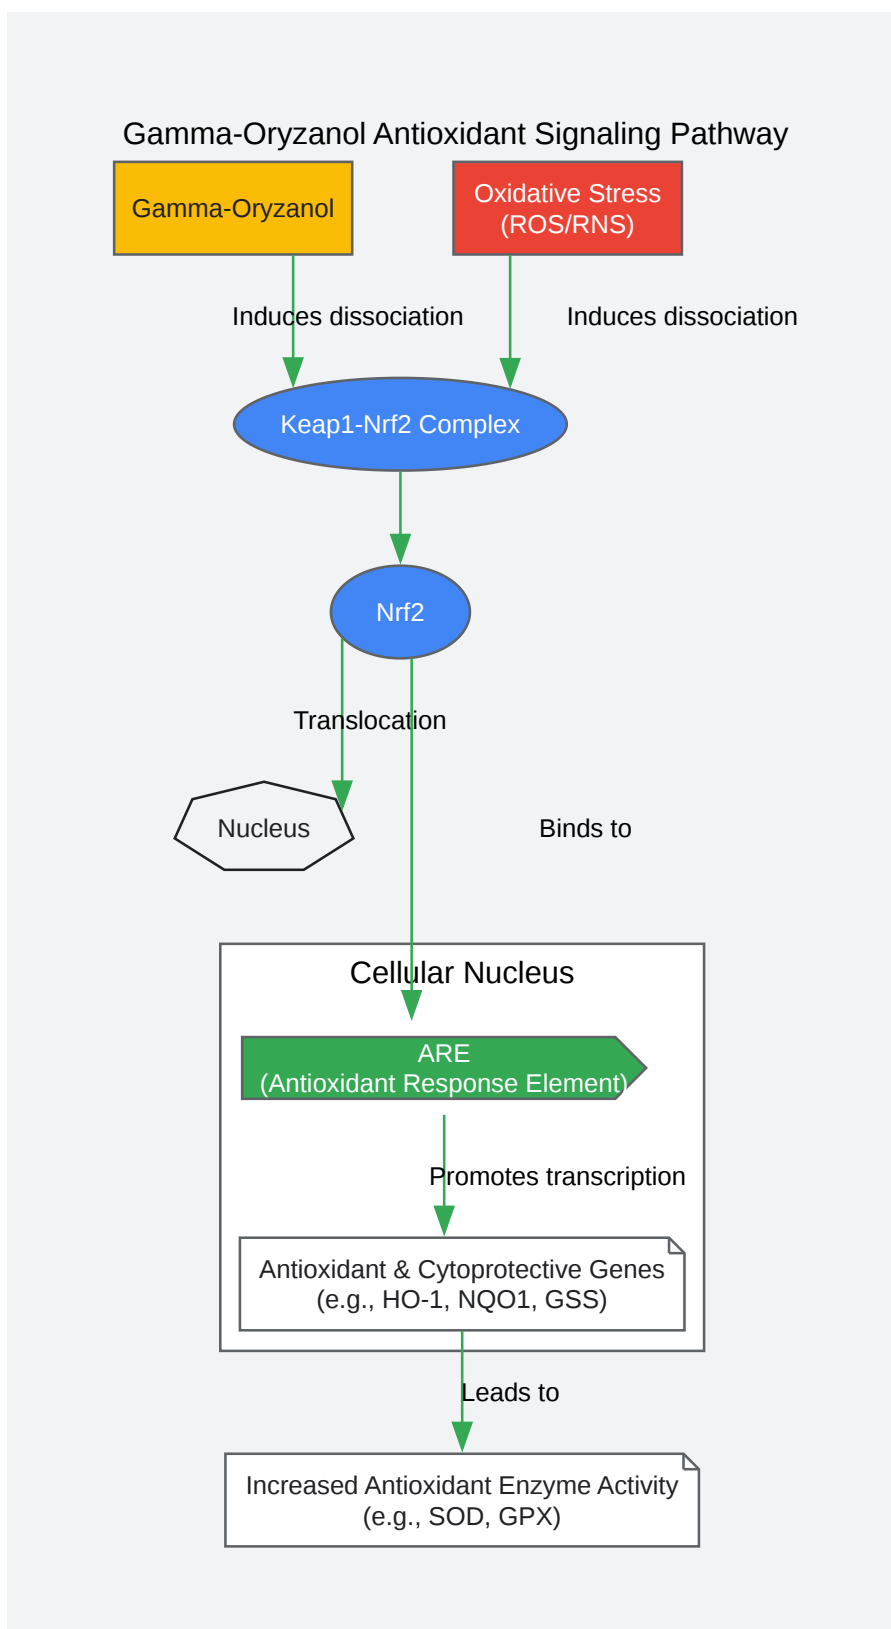 Gamma-Oryzanol Antioxidant Signaling Pathway
Gamma-Oryzanol
Oxidative Stress
(ROS/RNS)
Induces dissociation
Induces dissociation
Keap1-Nrf2 Complex
Nrf2
Translocation
Nucleus
Binds to
Cellular Nucleus
ARE
(Antioxidant Response Element)
Promotes transcription
Antioxidant & Cytoprotective Genes
(e.g., HO-1, NQO1, GSS)
Leads to
Increased Antioxidant Enzyme Activity
(e.g., SOD, GPX)